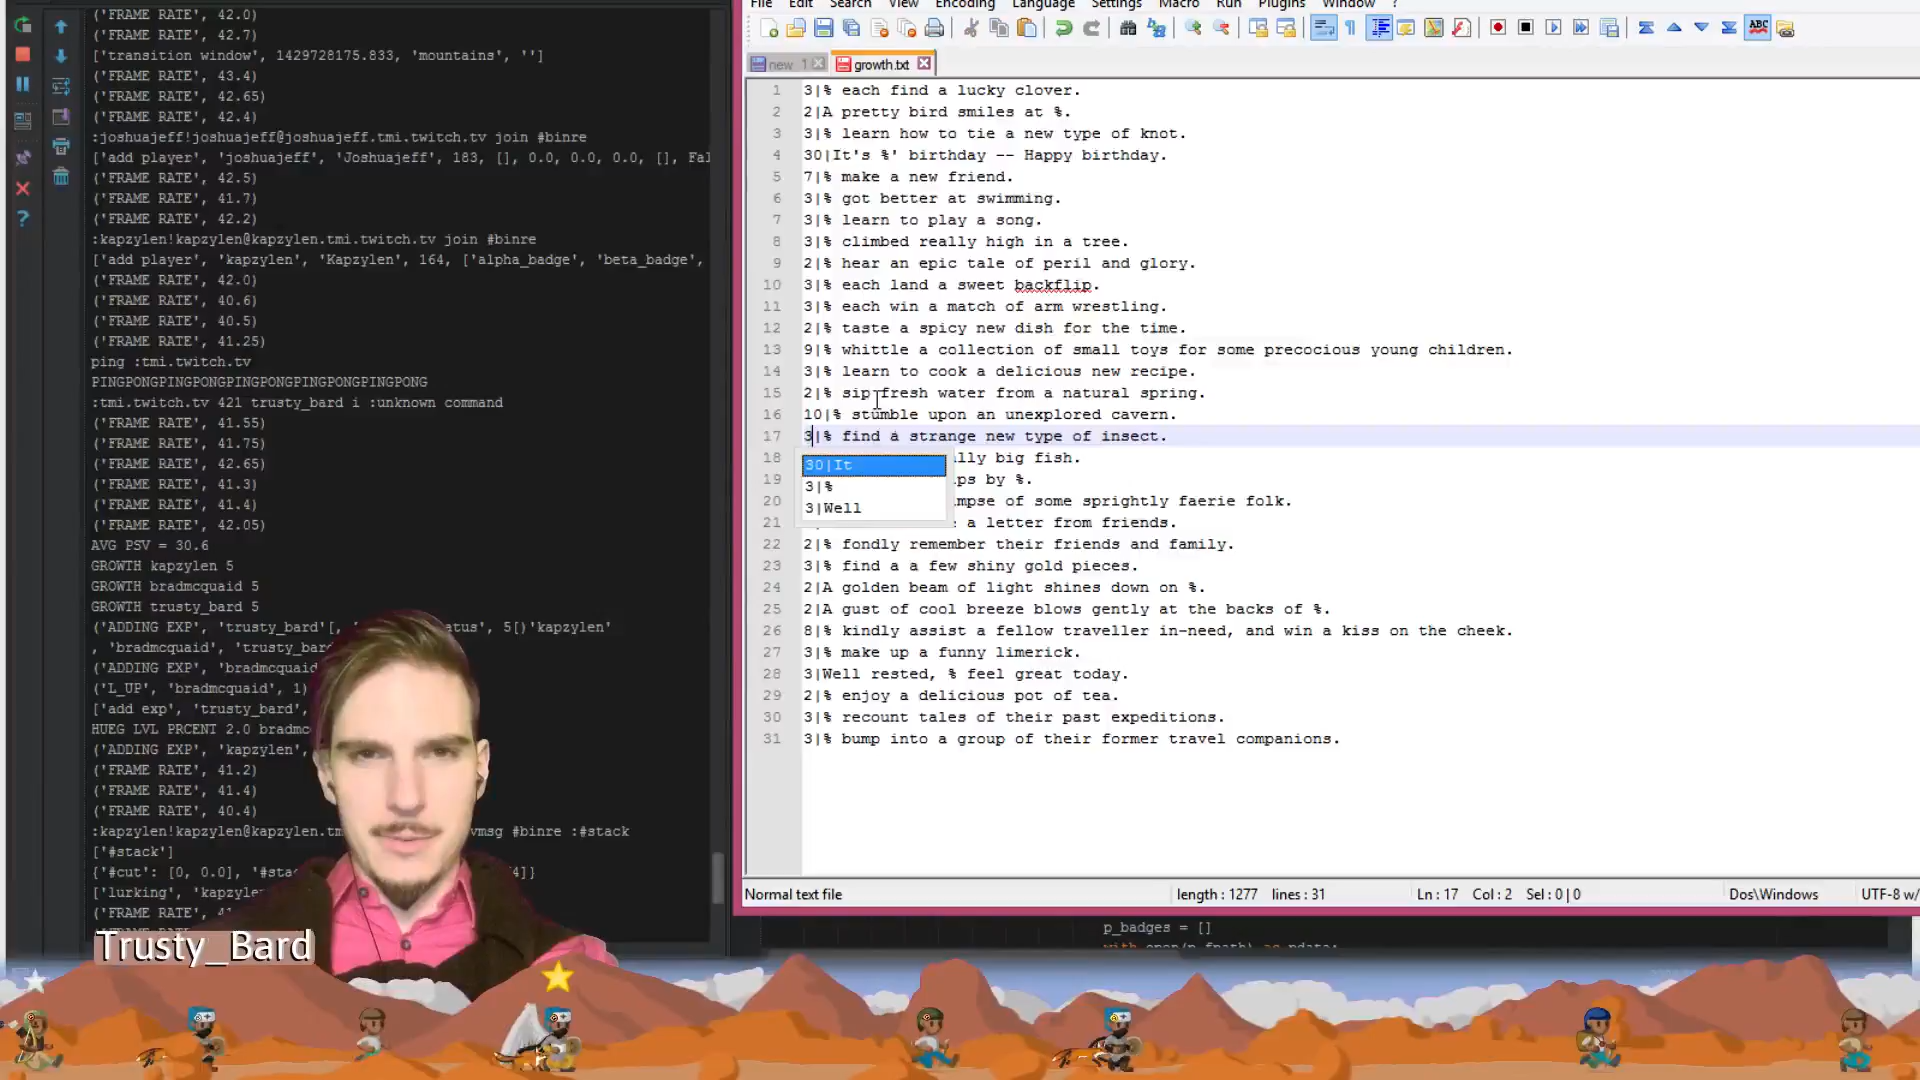 ('FRAME RATE', 42.0)
('FRAME RATE', 42.7)
['transition window', 1429728175.833, 'mountains', '']
('FRAME RATE', 43.4)
('FRAME RATE', 42.65)
('FRAME RATE', 42.4)
:joshuajeff!joshuajeff@joshuajeff.tmi.twitch.tv join #binre
['add player', 'joshuajeff', 'Joshuajeff', 183, [], 0.0, 0.0, 0.0, [], Fal
('FRAME RATE', 42.5)
('FRAME RATE', 41.7)
('FRAME RATE', 42.2)
:kapzylen!kapzylen@kapzylen.tmi.twitch.tv join #binre
['add player', 'kapzylen', 'Kapzylen', 164, ['alpha_badge', 'beta_badge',
('FRAME RATE', 42.0)
('FRAME RATE', 40.6)
('FRAME RATE', 40.5)
('FRAME RATE', 41.25)
ping :tmi.twitch.tv
PINGPONGPINGPONGPINGPONGPINGPONGPINGPONG
:tmi.twitch.tv 421 trusty_bard i :unknown command
('FRAME RATE', 41.55)
('FRAME RATE', 41.75)
('FRAME RATE', 42.65)
('FRAME RATE', 41.3)
('FRAME RATE', 41.4)
('FRAME RATE', 42.05)
AVG PSV = 30.6
GROWTH kapzylen 5
GROWTH bradmcquaid 5
GROWTH trusty_bard 5
('ADDING EXP', 'trusty_bard'[, atus', 5[)'kapzylen'
, 'bradmcquaid', 'trusty_bar
('ADDING EXP', 'bradmcqua
('L_UP', 'bradmcquaid', 1)
['add exp', 'trusty_bard',
HUEG LVL PRCENT 2.0 bradmc
('ADDING EXP', 'kapzylen',
('FRAME RATE', 41.2)
('FRAME RATE', 41.4)
('FRAME RATE', 40.4)
:kapzylen!kapzylen@kapzylen.tm vmsg #binre :#stack
['#stack']
{'#cut': [0, 0.0], '#sta 4]}
['lurking', 'kapzyle
('FRAME RATE', 41
Trusty_Bard
File Edit Search View Encoding Language Settings Macro Run Plugins Window ?
new 1 growth.txt
1 3|% each find a lucky clover.
2 2|A pretty bird smiles at %.
3 3|% learn how to tie a new type of knot.
4 30|It's %' birthday -- Happy birthday.
5 7|% make a new friend.
6 3|% got better at swimming.
7 3|% learn to play a song.
8 3|% climbed really high in a tree.
9 2|% hear an epic tale of peril and glory.
10 3|% each land a sweet backflip.
11 3|% each win a match of arm wrestling.
12 2|% taste a spicy new dish for the time.
13 9|% whittle a collection of small toys for some precocious young children.
14 3|% learn to cook a delicious new recipe.
15 2|% sip fresh water from a natural spring.
16 10|% stumble upon an unexplored cavern.
17 3|% find a strange new type of insect.
18 lly big fish.
19 ps by %.
20 mpse of some sprightly faerie folk.
21 a letter from friends.
30|It
3|%
3|Well
22 2|% fondly remember their friends and family.
23 3|% find a a few shiny gold pieces.
24 2|A golden beam of light shines down on %.
25 2|A gust of cool breeze blows gently at the backs of %.
26 8|% kindly assist a fellow traveller in-need, and win a kiss on the cheek.
27 3|% make up a funny limerick.
28 3|Well rested, % feel great today.
29 2|% enjoy a delicious pot of tea.
30 3|% recount tales of their past expeditions.
31 3|% bump into a group of their former travel companions.
Normal text file length : 1277 lines : 31 Ln : 17 Col : 2 Sel : 0 | 0 Dos\Windows UTF-8 w/
p_badges = []
with open(p_fpath) as pdata: